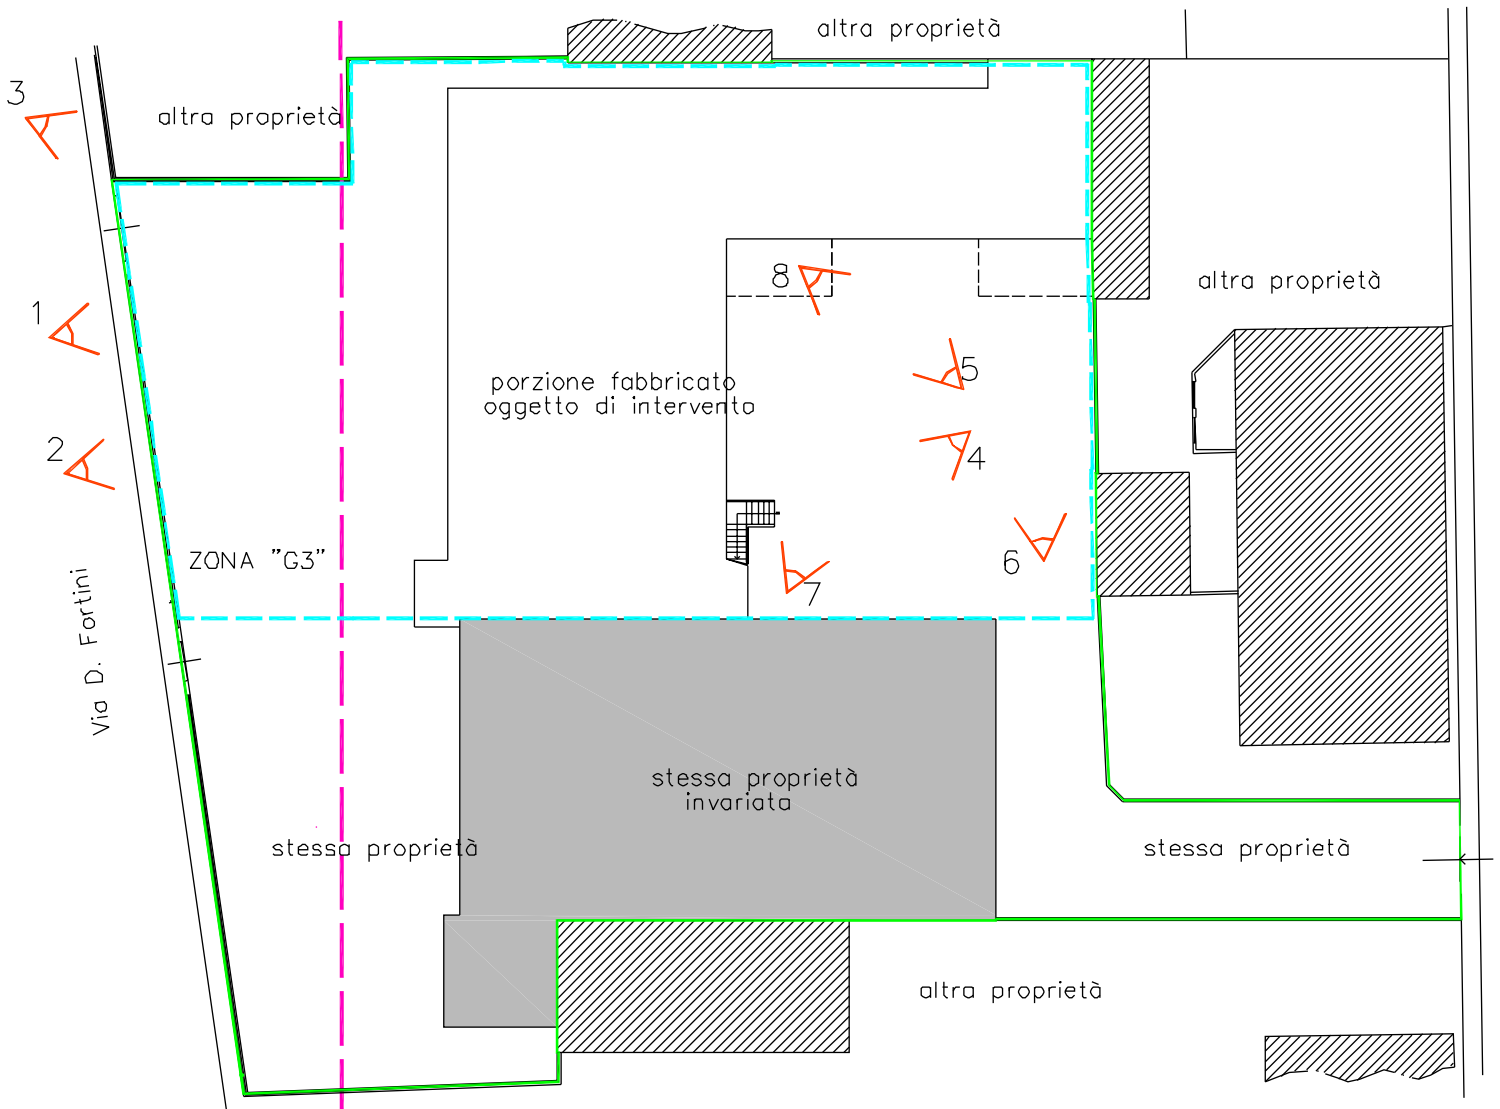 altra proprietà
3
altra proprietà
8
altra proprietà
1
5
porzione fabbricato
oggetto di intervento
2
4
ZONA "G3"
6
7
Via D. Fortini
stessa proprietà
invariata
stessa proprietà
stessa proprietà
altra proprietà